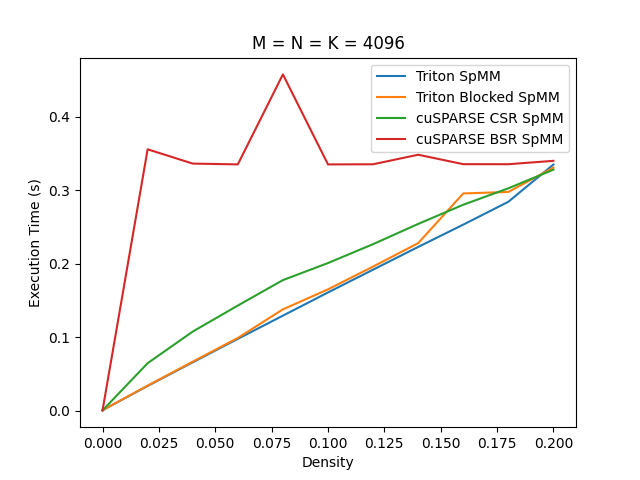 M = N = K = 4096
Triton SpMM
Triton Blocked SpMM
cuSPARSE CSR SpMM
cuSPARSE BSR SpMM
Execution Time (s)
0.4
0.3
0.2
0.1
0.0
0.000 0.025 0.050 0.075 0.100 0.125 0.150 0.175 0.200
Density